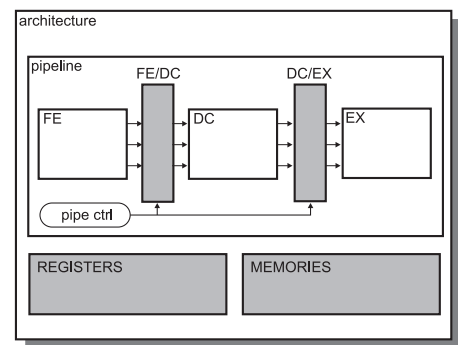 architecture
pipeline
FE/DC
DC/EX
FE
DC
EX
pipe ctrl
REGISTERS
MEMORIES